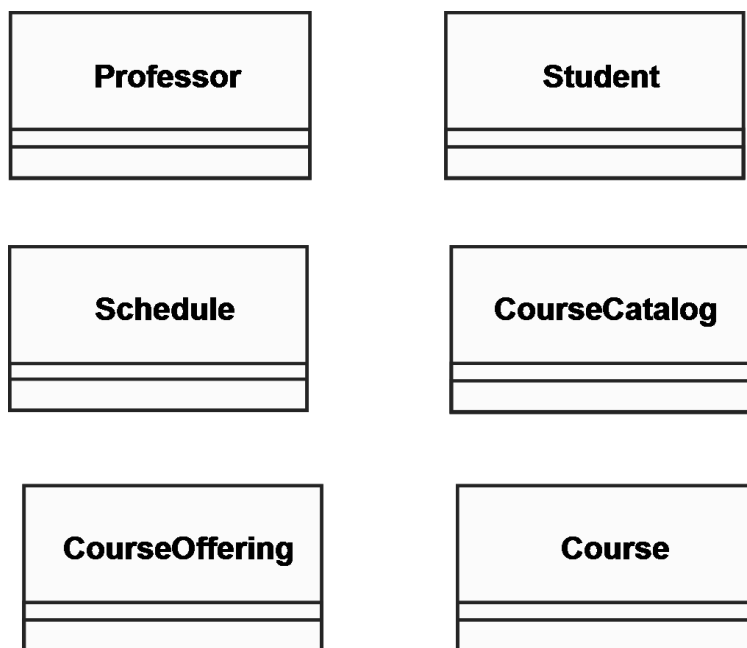 Professor
Student
Schedule
CourseCatalog
CourseOffering
Course